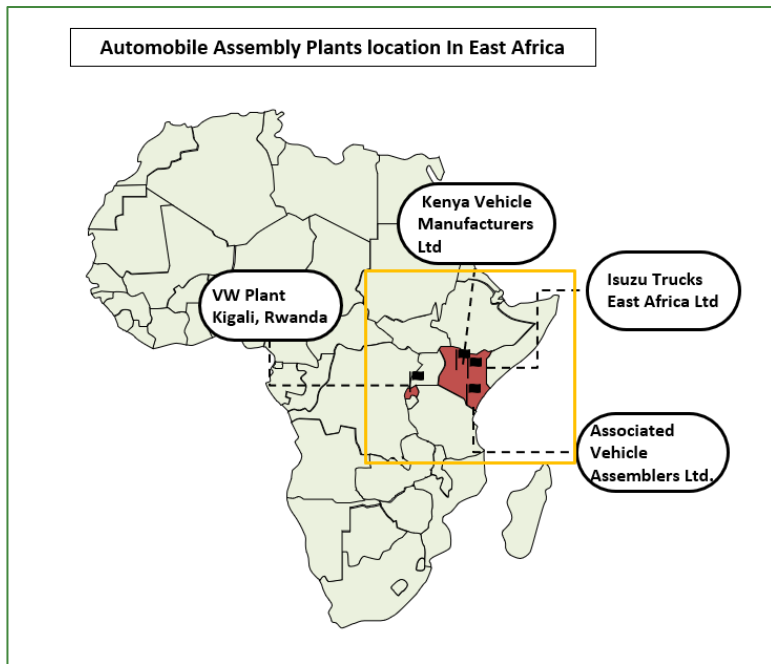 Automobile Assembly Plants location In East Africa
Kenya Vehicle
Manufacturers
Ltd
VW Plant
Kigali, Rwanda
Isuzu Trucks
East Africa Ltd
Associated
Vehicle
Assemblers Ltd.